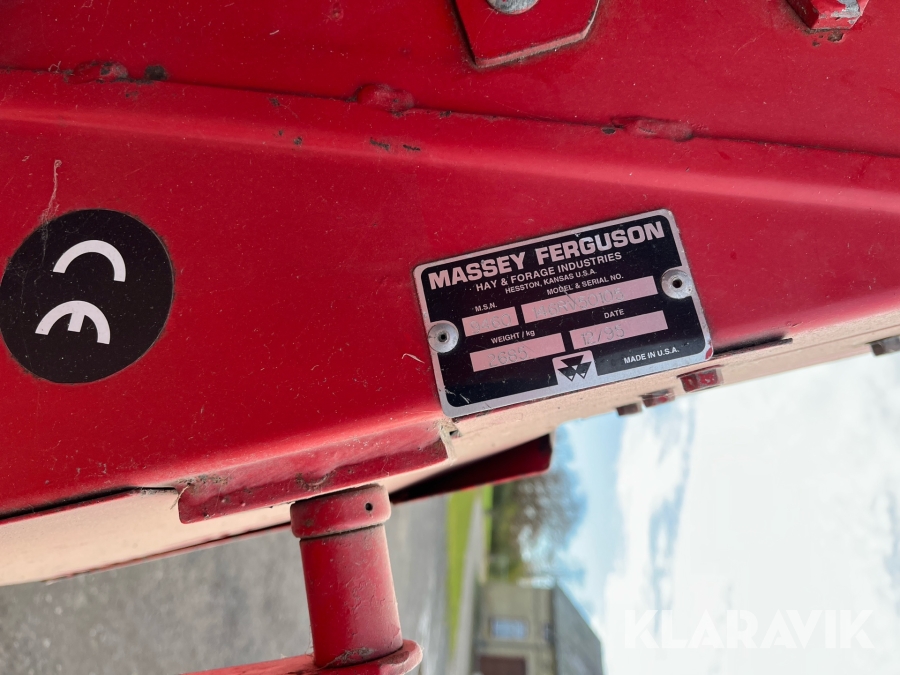 CE
MASSEY FERGUSON
HAY & FORAGE INDUSTRIES
HESSTON, KANSAS U.S.A.
M.S.N. MODEL & SERIAL NO.
WEIGHT / kg DATE
2665 12/95
MADE IN U.S.A.
KLARAVIK